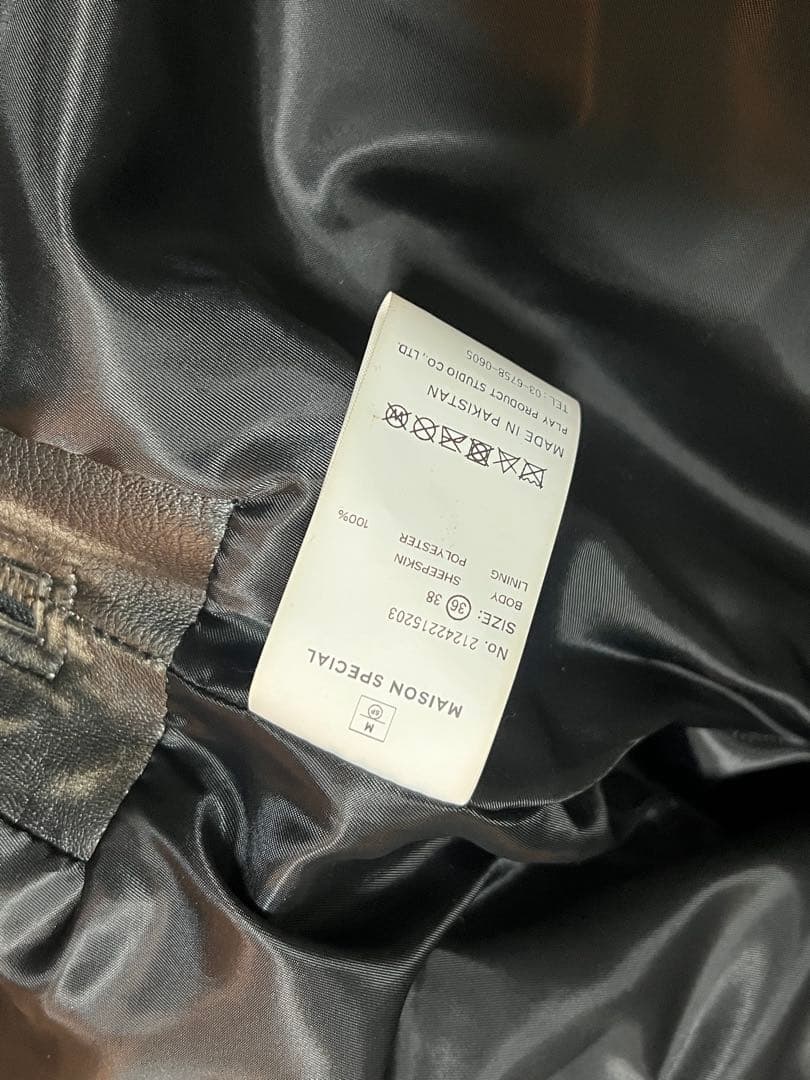 M
SP
MAISON SPECIAL
No. 21242215203
SIZE: 36 38
BODY SHEEPSKIN
LINING POLYESTER 100%
MADE IN PAKISTAN
PLAY PRODUCT STUDIO CO., LTD.
TEL : 03-6758-0605